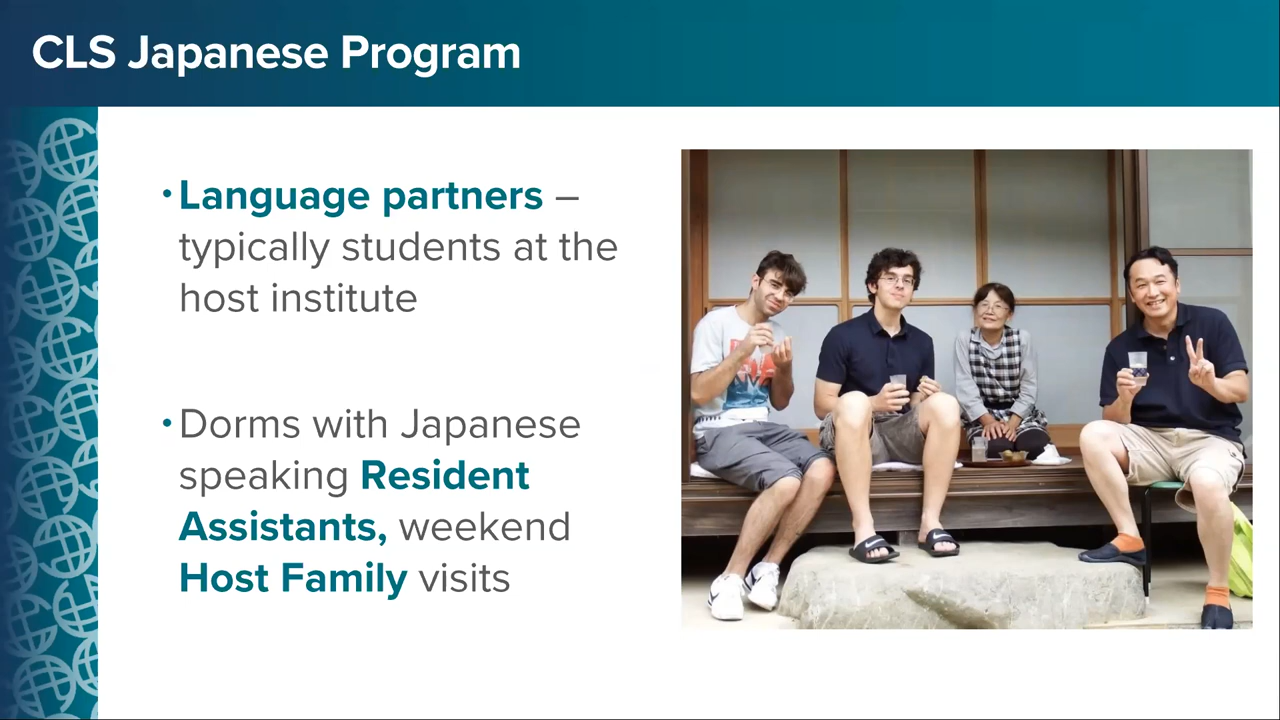 CLS Japanese Program
• Language partners –
typically students at the
host institute
• Dorms with Japanese
speaking Resident
Assistants, weekend
Host Family visits